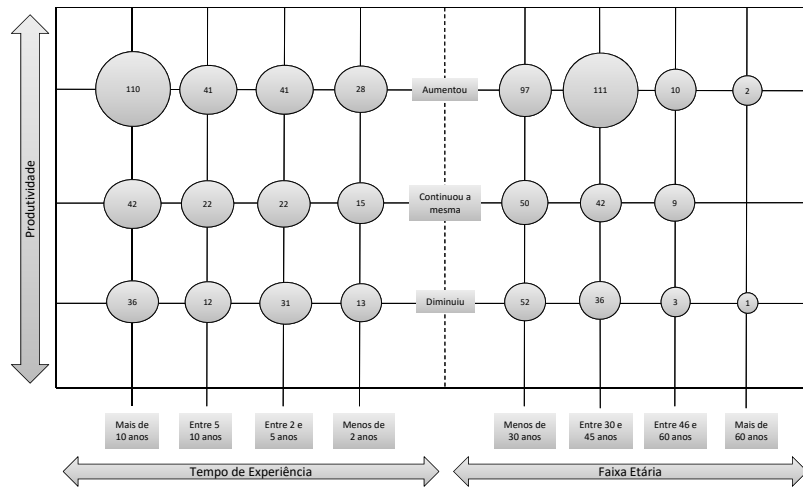 110
41
41
28
Aumentou
97
111
10
2
Produtividade
42
22
22
15
Continuou a
mesma
50
42
9
36
12
31
13
Diminuiu
52
36
3
1
Mais de
10 anos
Entre 5
10 anos
Entre 2 e
5 anos
Menos de
2 anos
Menos de
30 anos
Entre 30 e
45 anos
Entre 46 e
60 anos
Mais de
60 anos
Tempo de Experiência
Faixa Etária